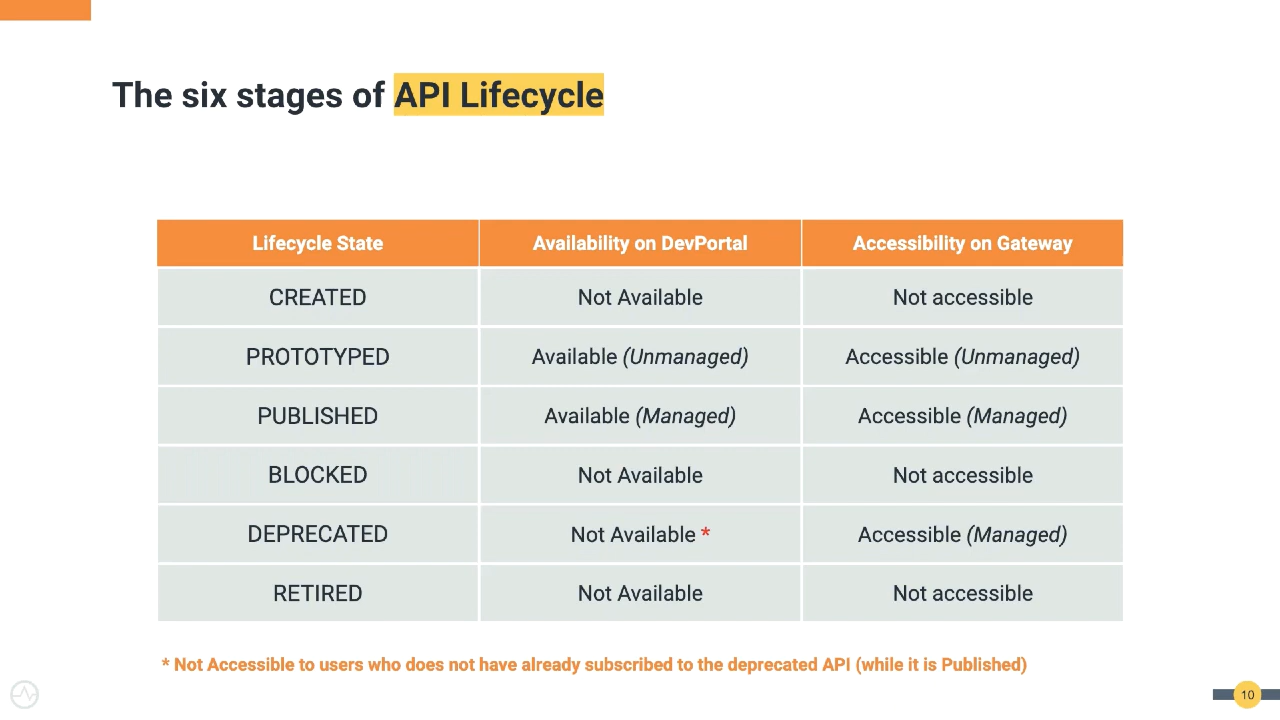 The six stages of API Lifecycle
Lifecycle State Availability on DevPortal Accessibility on Gateway
CREATED Not Available Not accessible
PROTOTYPED Available (Unmanaged) Accessible (Unmanaged)
PUBLISHED Available (Managed) Accessible (Managed)
BLOCKED Not Available Not accessible
DEPRECATED Not Available * Accessible (Managed)
RETIRED Not Available Not accessible
* Not Accessible to users who does not have already subscribed to the deprecated API (while it is Published)
10